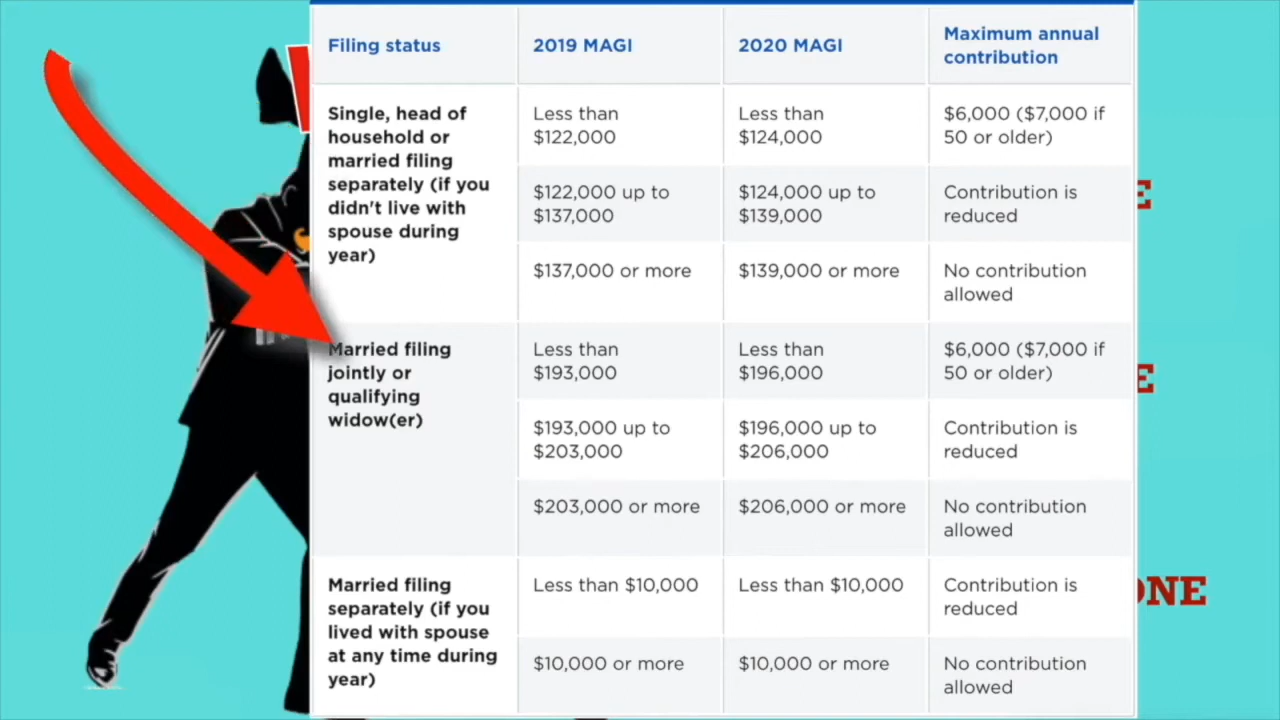 Filing status
2019 MAGI
2020 MAGI
Maximum annual
contribution
Single, head of
household or
married filing
separately (if you
didn't live with
spouse during
year)
Less than
$122,000
Less than
$124,000
$6,000 ($7,000 if
50 or older)
$122,000 up to
$137,000
$124,000 up to
$139,000
Contribution is
reduced
$137,000 or more
$139,000 or more
No contribution
allowed
Married filing
jointly or
qualifying
widow(er)
Less than
$193,000
Less than
$196,000
$6,000 ($7,000 if
50 or older)
$193,000 up to
$203,000
$196,000 up to
$206,000
Contribution is
reduced
$203,000 or more
$206,000 or more
No contribution
allowed
Married filing
separately (if you
lived with spouse
at any time during
year)
Less than $10,000
Less than $10,000
Contribution is
reduced
$10,000 or more
$10,000 or more
No contribution
allowed